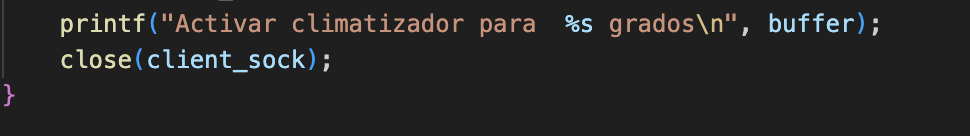 printf("Activar climatizador para  %s grados\n", buffer);
close(client_sock);
}